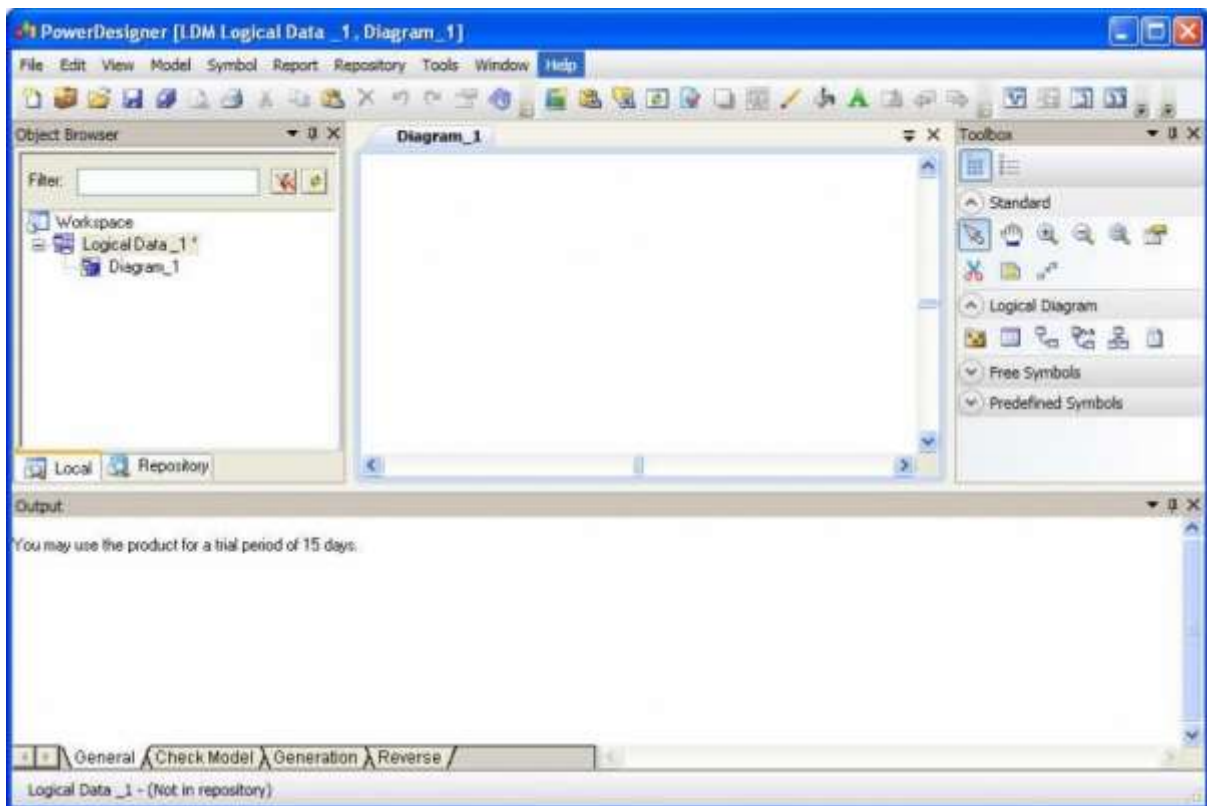 PowerDesigner [LDM Logical Data _1, Diagram_1]
File Edit View Model Symbol Report Repository Tools Window Help
Object Browser
Diagram_1
Toolbox
Filter:
Workspace
Logical Data _1 *
Diagram_1
Standard
Logical Diagram
Free Symbols
Predefined Symbols
Local Repository
Output
You may use the product for a trial period of 15 days.
General Check Model Generation Reverse
Logical Data _1 - (Not in repository)